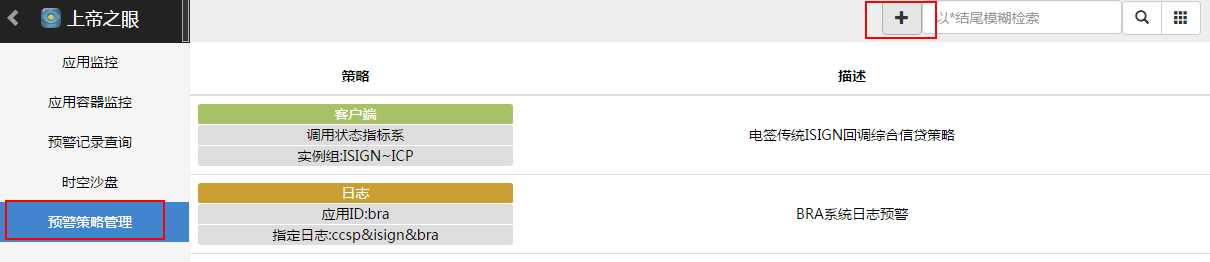 上帝之眼
以*结尾模糊检索
应用监控
应用容器监控
预警记录查询
时空沙盘
预警策略管理
策略
描述
客户端
调用状态指标系
实例组:ISIGN~ICP
电签传统ISIGN回调综合信贷策略
日志
应用ID:bra
指定日志:ccsp&isign&bra
BRA系统日志预警